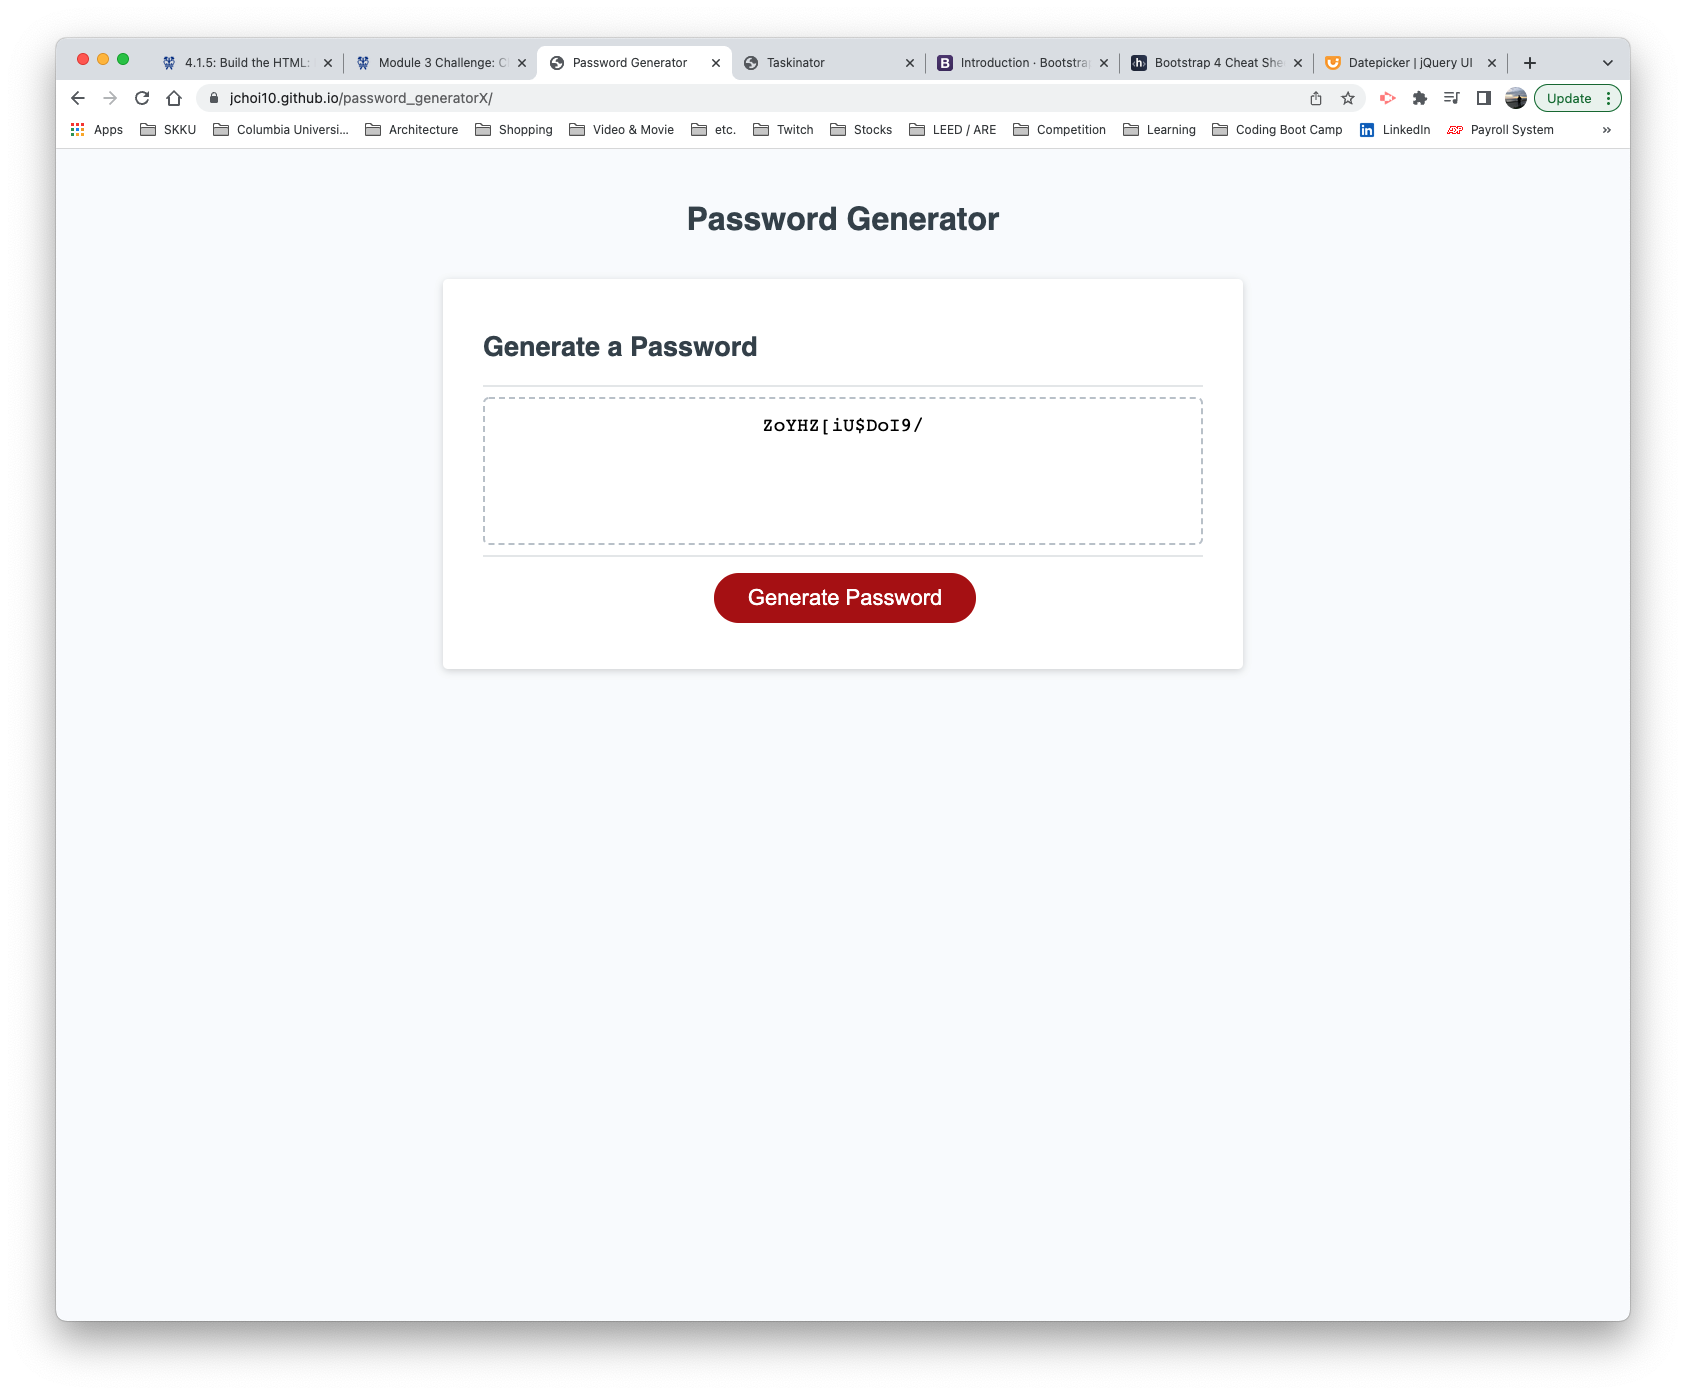 4.1.5: Build the HTML:
Module 3 Challenge: C
Password Generator
Taskinator
Introduction · Bootstra
Bootstrap 4 Cheat She
Datepicker | jQuery UI
jchoi10.github.io/password_generatorX/
Update
Apps
SKKU
Columbia Universi...
Architecture
Shopping
Video & Movie
etc.
Twitch
Stocks
LEED / ARE
Competition
Learning
Coding Boot Camp
LinkedIn
Payroll System
Password Generator
Generate a Password
ZoYHZ[iU$DoI9/
Generate Password